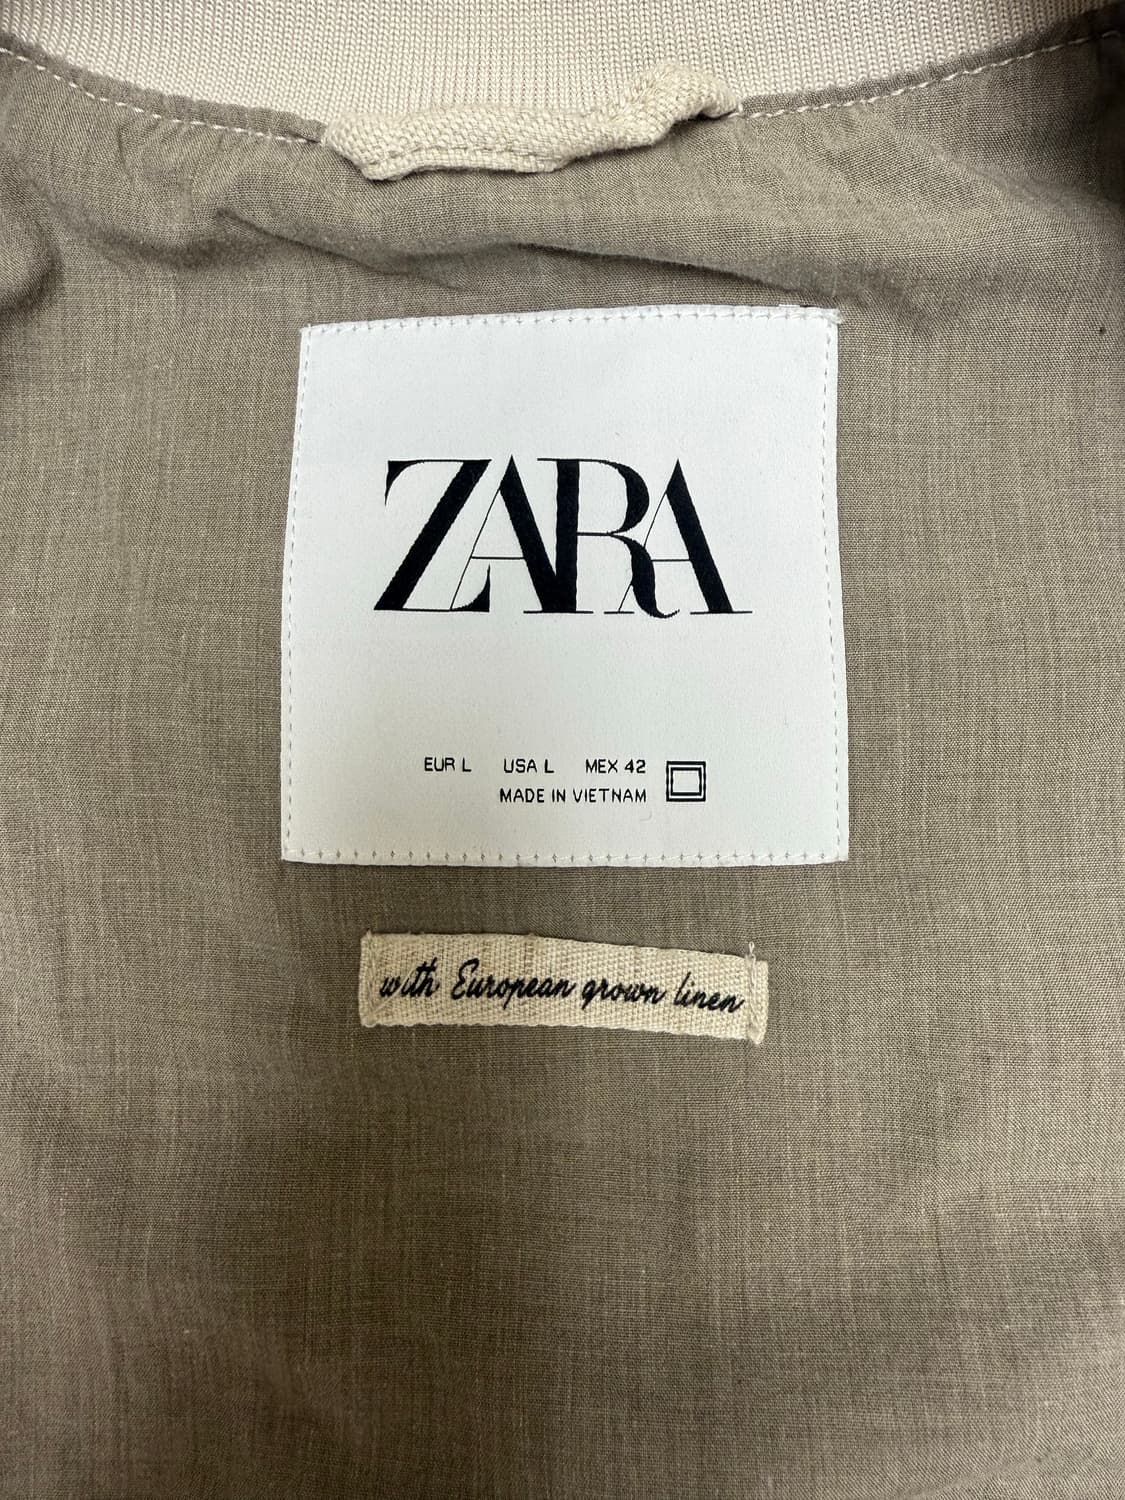 ZARA
EUR L USA L MEX 42
MADE IN VIETNAM
with European grown linen